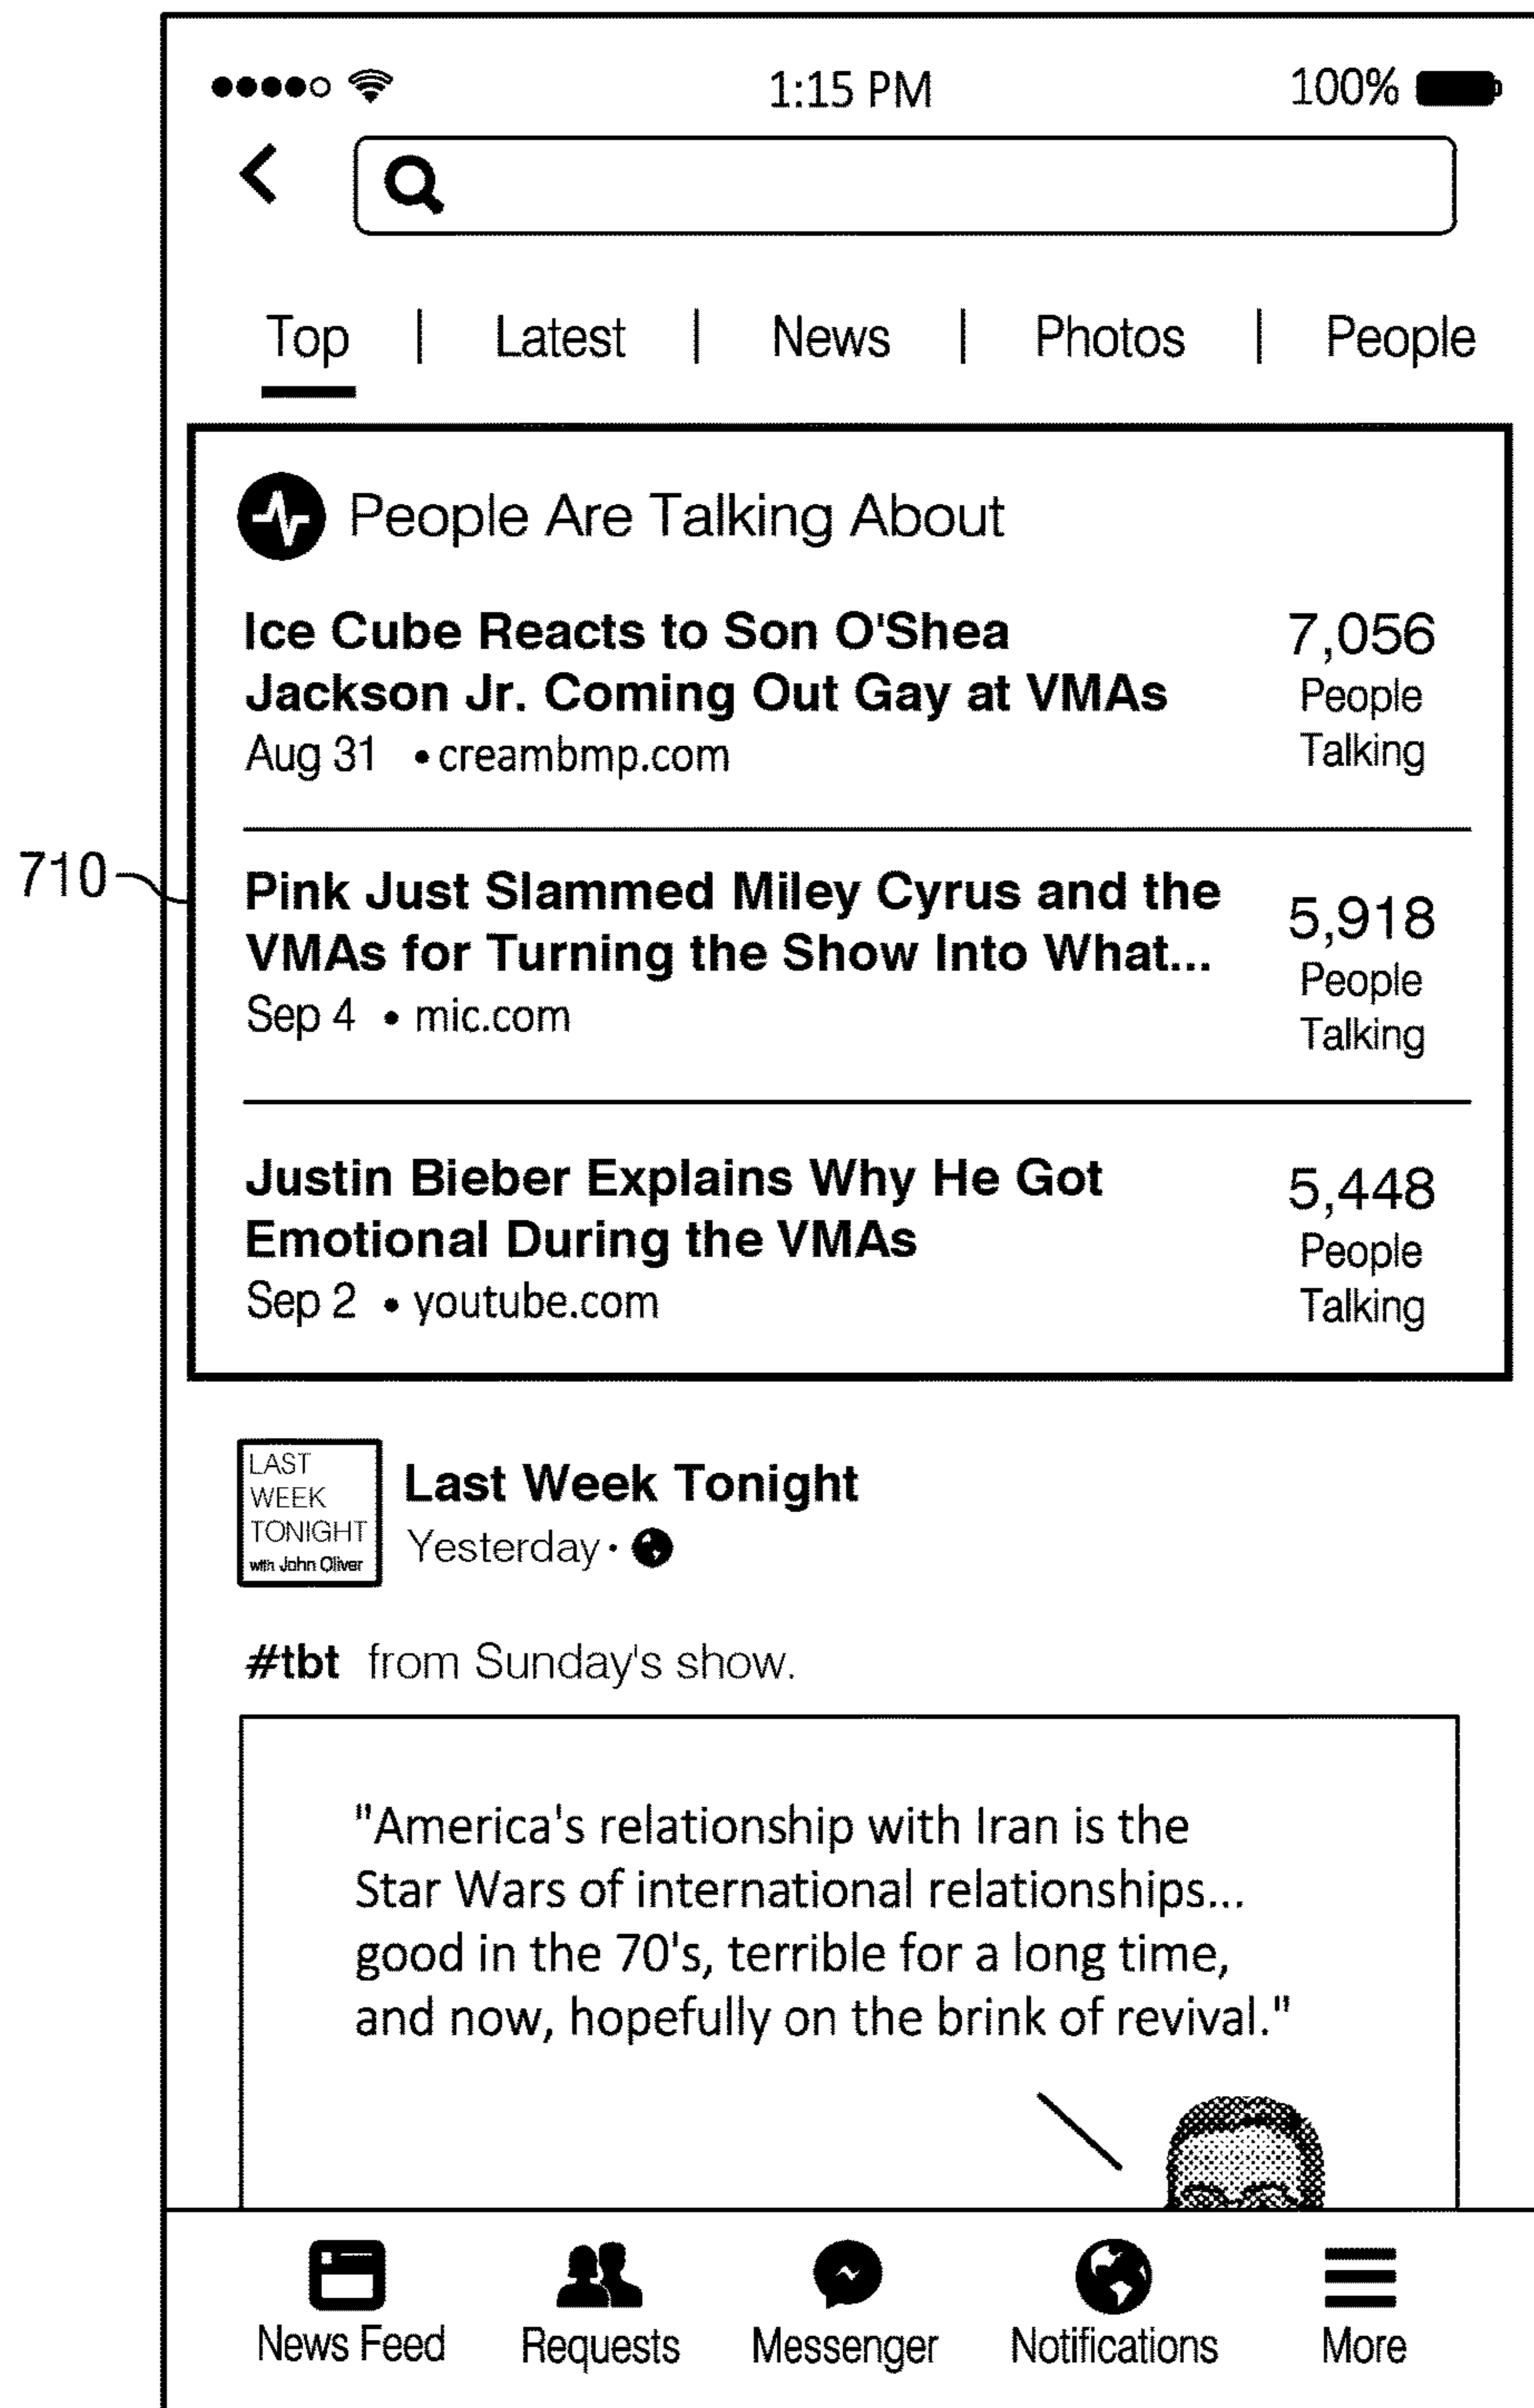 1:15 PM
100%
Top | Latest | News | Photos | People
People Are Talking About
Ice Cube Reacts to Son O'Shea
Jackson Jr. Coming Out Gay at VMAs
Aug 31 • creambmp.com
7,056
People
Talking
710
Pink Just Slammed Miley Cyrus and the
VMAs for Turning the Show Into What...
Sep 4 • mic.com
5,918
People
Talking
Justin Bieber Explains Why He Got
Emotional During the VMAs
Sep 2 • youtube.com
5,448
People
Talking
LAST
WEEK
TONIGHT
with John Oliver
Last Week Tonight
Yesterday ·
#tbt from Sunday's show.
"America's relationship with Iran is the
Star Wars of international relationships...
good in the 70's, terrible for a long time,
and now, hopefully on the brink of revival."
News Feed
Requests
Messenger
Notifications
More